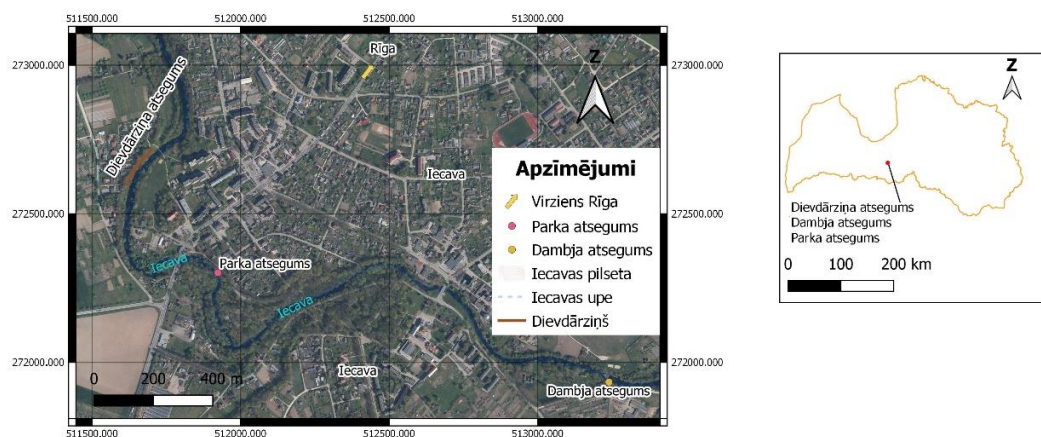 511500.000 512000.000 512500.000 513000.000
273000.000 273000.000
Rīga
Z
Dievdārziņa atsegums
Iecava
272500.000 272500.000
Iecava
Parka atsegums
Iecava
Iecava
272000.000 272000.000
Dambja atsegums
0 200 400 m
511500.000 512000.000 512500.000 513000.000
Apzīmējumi
Virziens Rīga
Parka atsegums
Dambja atsegums
Iecavas pilseta
Iecavas upe
Dievdārziņš
Z
Dievdārziņa atsegums
Dambja atsegums
Parka atsegums
0 100 200 km